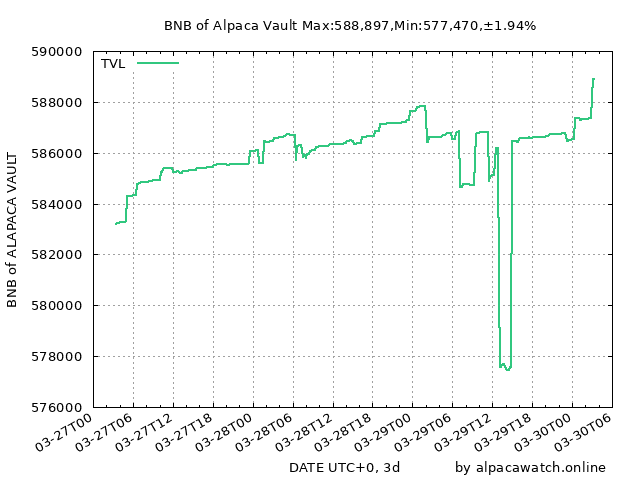 BNB of Alpaca Vault Max:588,897,Min:577,470,±1.94%
590000
TVL
588000
586000
584000
582000
580000
578000
576000
BNB of ALAPACA VAULT
03-27T00
03-27T06
03-27T12
03-27T18
03-28T00
03-28T06
03-28T12
03-28T18
03-29T00
03-29T06
03-29T12
03-29T18
03-30T00
03-30T06
DATE UTC+0, 3d
by alpacawatch.online